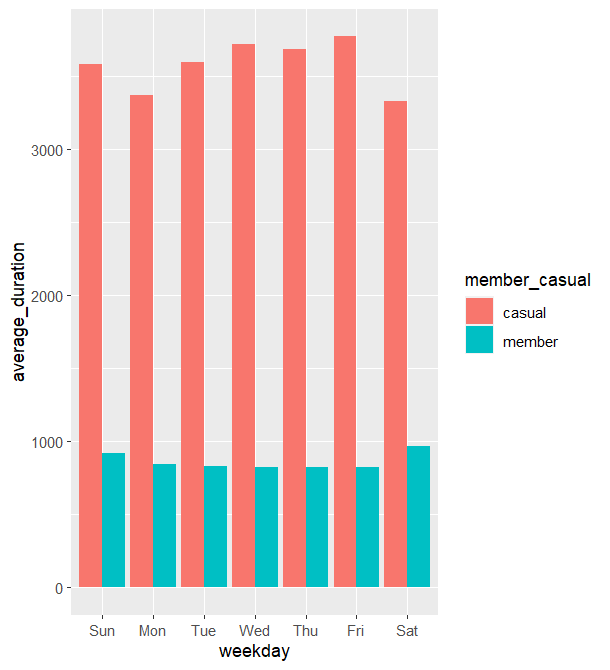 average_duration
3000
2000
1000
0
Sun Mon Tue Wed Thu Fri Sat
weekday
member_casual
casual
member